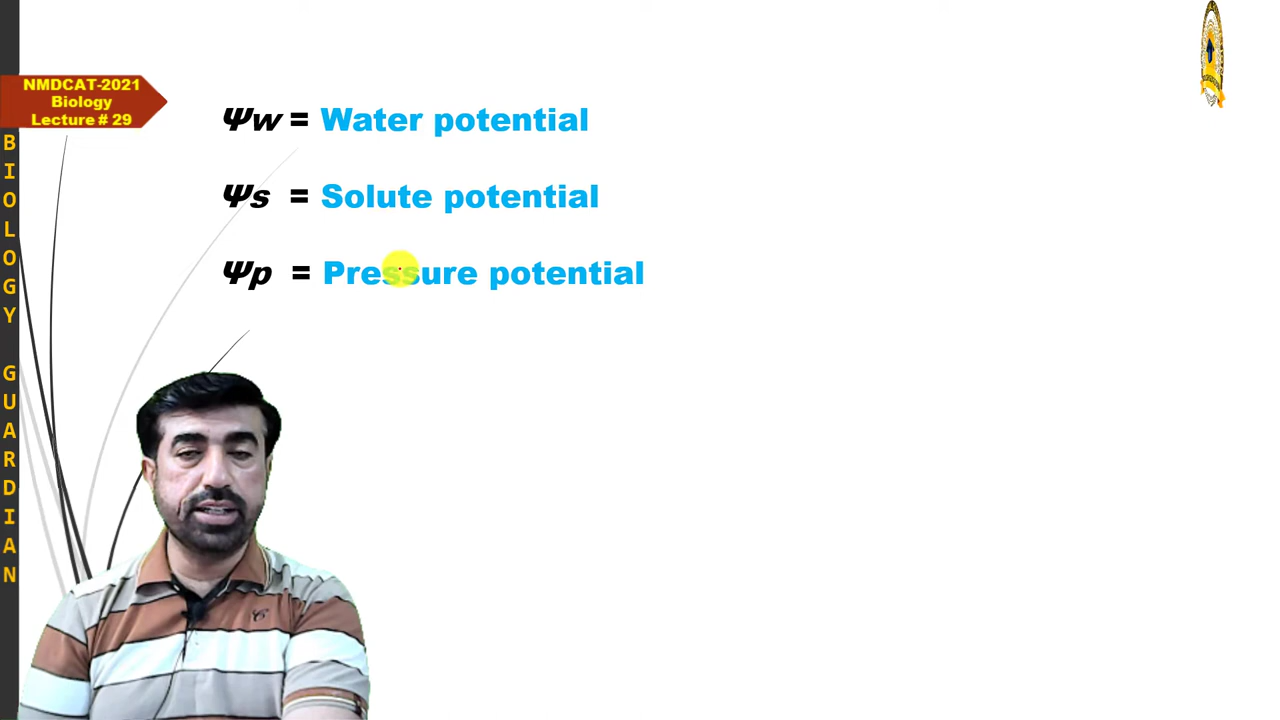 NMDCAT-2021
Biology
Lecture # 29
BIOLOGY GUARDIAN
Ψw = Water potential
Ψs = Solute potential
Ψp = Pressure potential